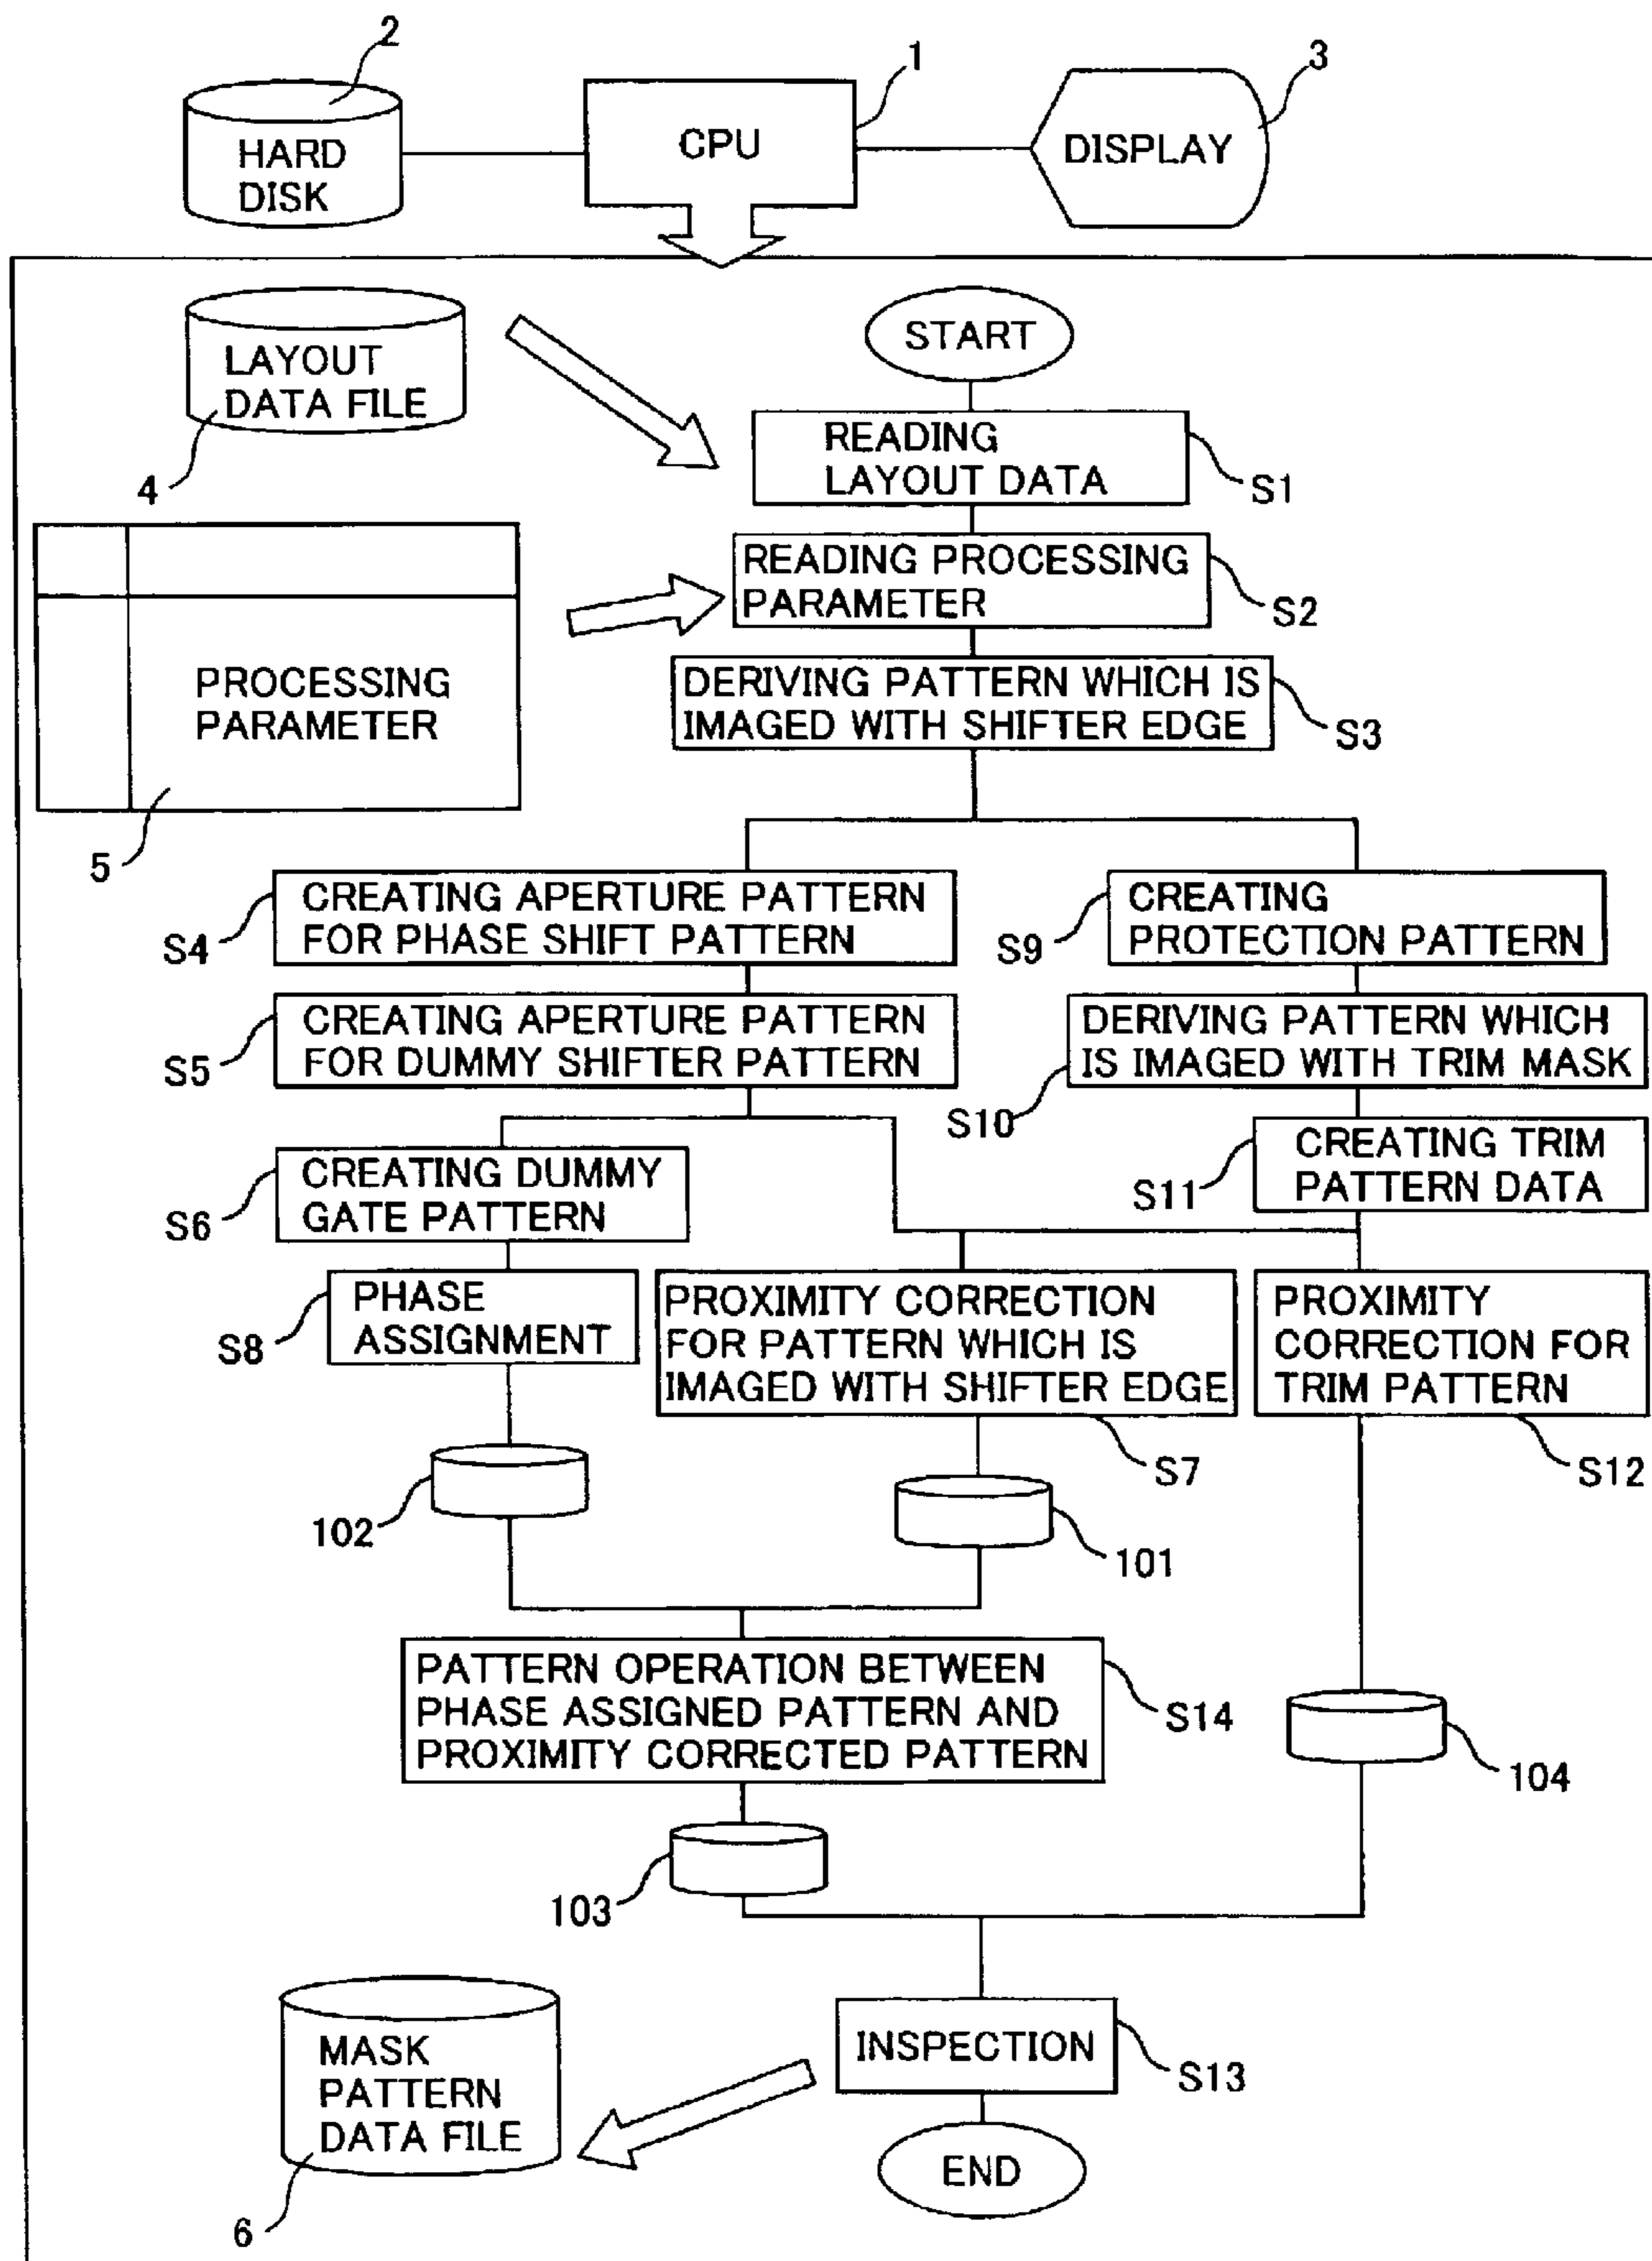 2
1
3
HARD
DISK
CPU
DISPLAY
LAYOUT
DATA FILE
4
START
READING
LAYOUT DATA
S1
READING PROCESSING
PARAMETER
S2
PROCESSING
PARAMETER
5
DERIVING PATTERN WHICH IS
IMAGED WITH SHIFTER EDGE
S3
CREATING APERTURE PATTERN
FOR PHASE SHIFT PATTERN
S4
CREATING
PROTECTION PATTERN
S9
CREATING APERTURE PATTERN
FOR DUMMY SHIFTER PATTERN
S5
DERIVING PATTERN WHICH
IS IMAGED WITH TRIM MASK
S10
CREATING DUMMY
GATE PATTERN
S6
CREATING TRIM
PATTERN DATA
S11
PHASE
ASSIGNMENT
S8
PROXIMITY CORRECTION
FOR PATTERN WHICH IS
IMAGED WITH SHIFTER EDGE
S7
PROXIMITY
CORRECTION FOR
TRIM PATTERN
S12
102
101
PATTERN OPERATION BETWEEN
PHASE ASSIGNED PATTERN AND
PROXIMITY CORRECTED PATTERN
S14
104
103
MASK
PATTERN
DATA FILE
6
INSPECTION
S13
END